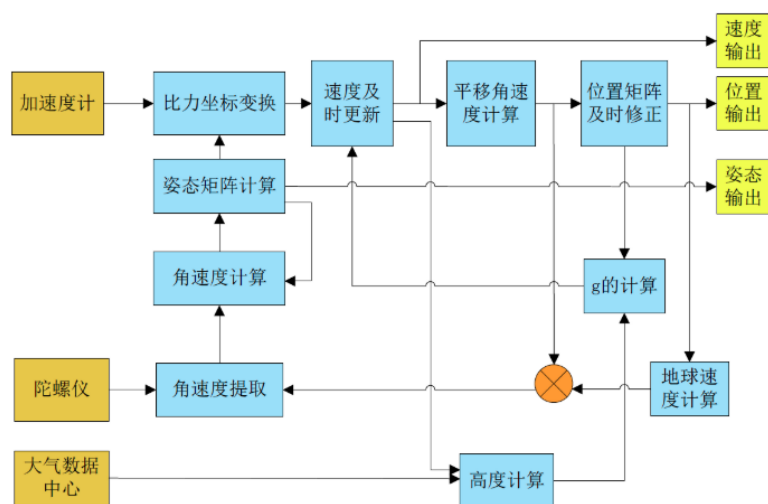 速度
输出
加速度计
比力坐标变换
速度及
时更新
平移角速
度计算
位置矩阵
及时修正
位置
输出
姿态矩阵计算
姿态
输出
角速度计算
g的计算
陀螺仪
角速度提取
地球速
度计算
大气数据
中心
高度计算